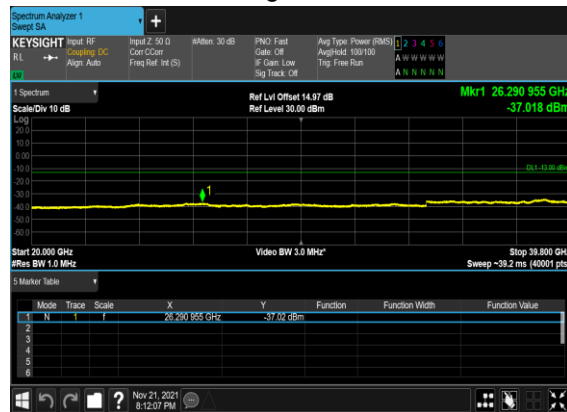 Spectrum Analyzer 1
Swept SA
+
KEYSIGHT
RL
LXI
Input: RF
Coupling: DC
Align: Auto
Input Z: 50 Ω
Corr CCorr
Freq Ref: Int (S)
#Atten: 30 dB
PNO: Fast
Gate: Off
IF Gain: Low
Sig Track: Off
Avg Type: Power (RMS)
Avg|Hold: 100/100
Trig: Free Run
1 2 3 4 5 6
A W W W W W
A N N N N N
1 Spectrum
Scale/Div 10 dB
Ref Lvl Offset 14.97 dB
Ref Level 30.00 dBm
Mkr1 26.290 955 GHz
-37.018 dBm
Log
20.0
10.0
0.00
-10.0
-20.0
-30.0
-40.0
-50.0
-60.0
DL1 -13.00 dBm
1
Start 20.000 GHz
#Res BW 1.0 MHz
Video BW 3.0 MHz*
Stop 39.800 GHz
Sweep ~39.2 ms (40001 pts)
5 Marker Table
Mode Trace Scale X Y Function Function Width Function Value
1 N 1 f 26.290 955 GHz -37.02 dBm
2
3
4
5
6
?
Nov 21, 2021
8:12:07 PM